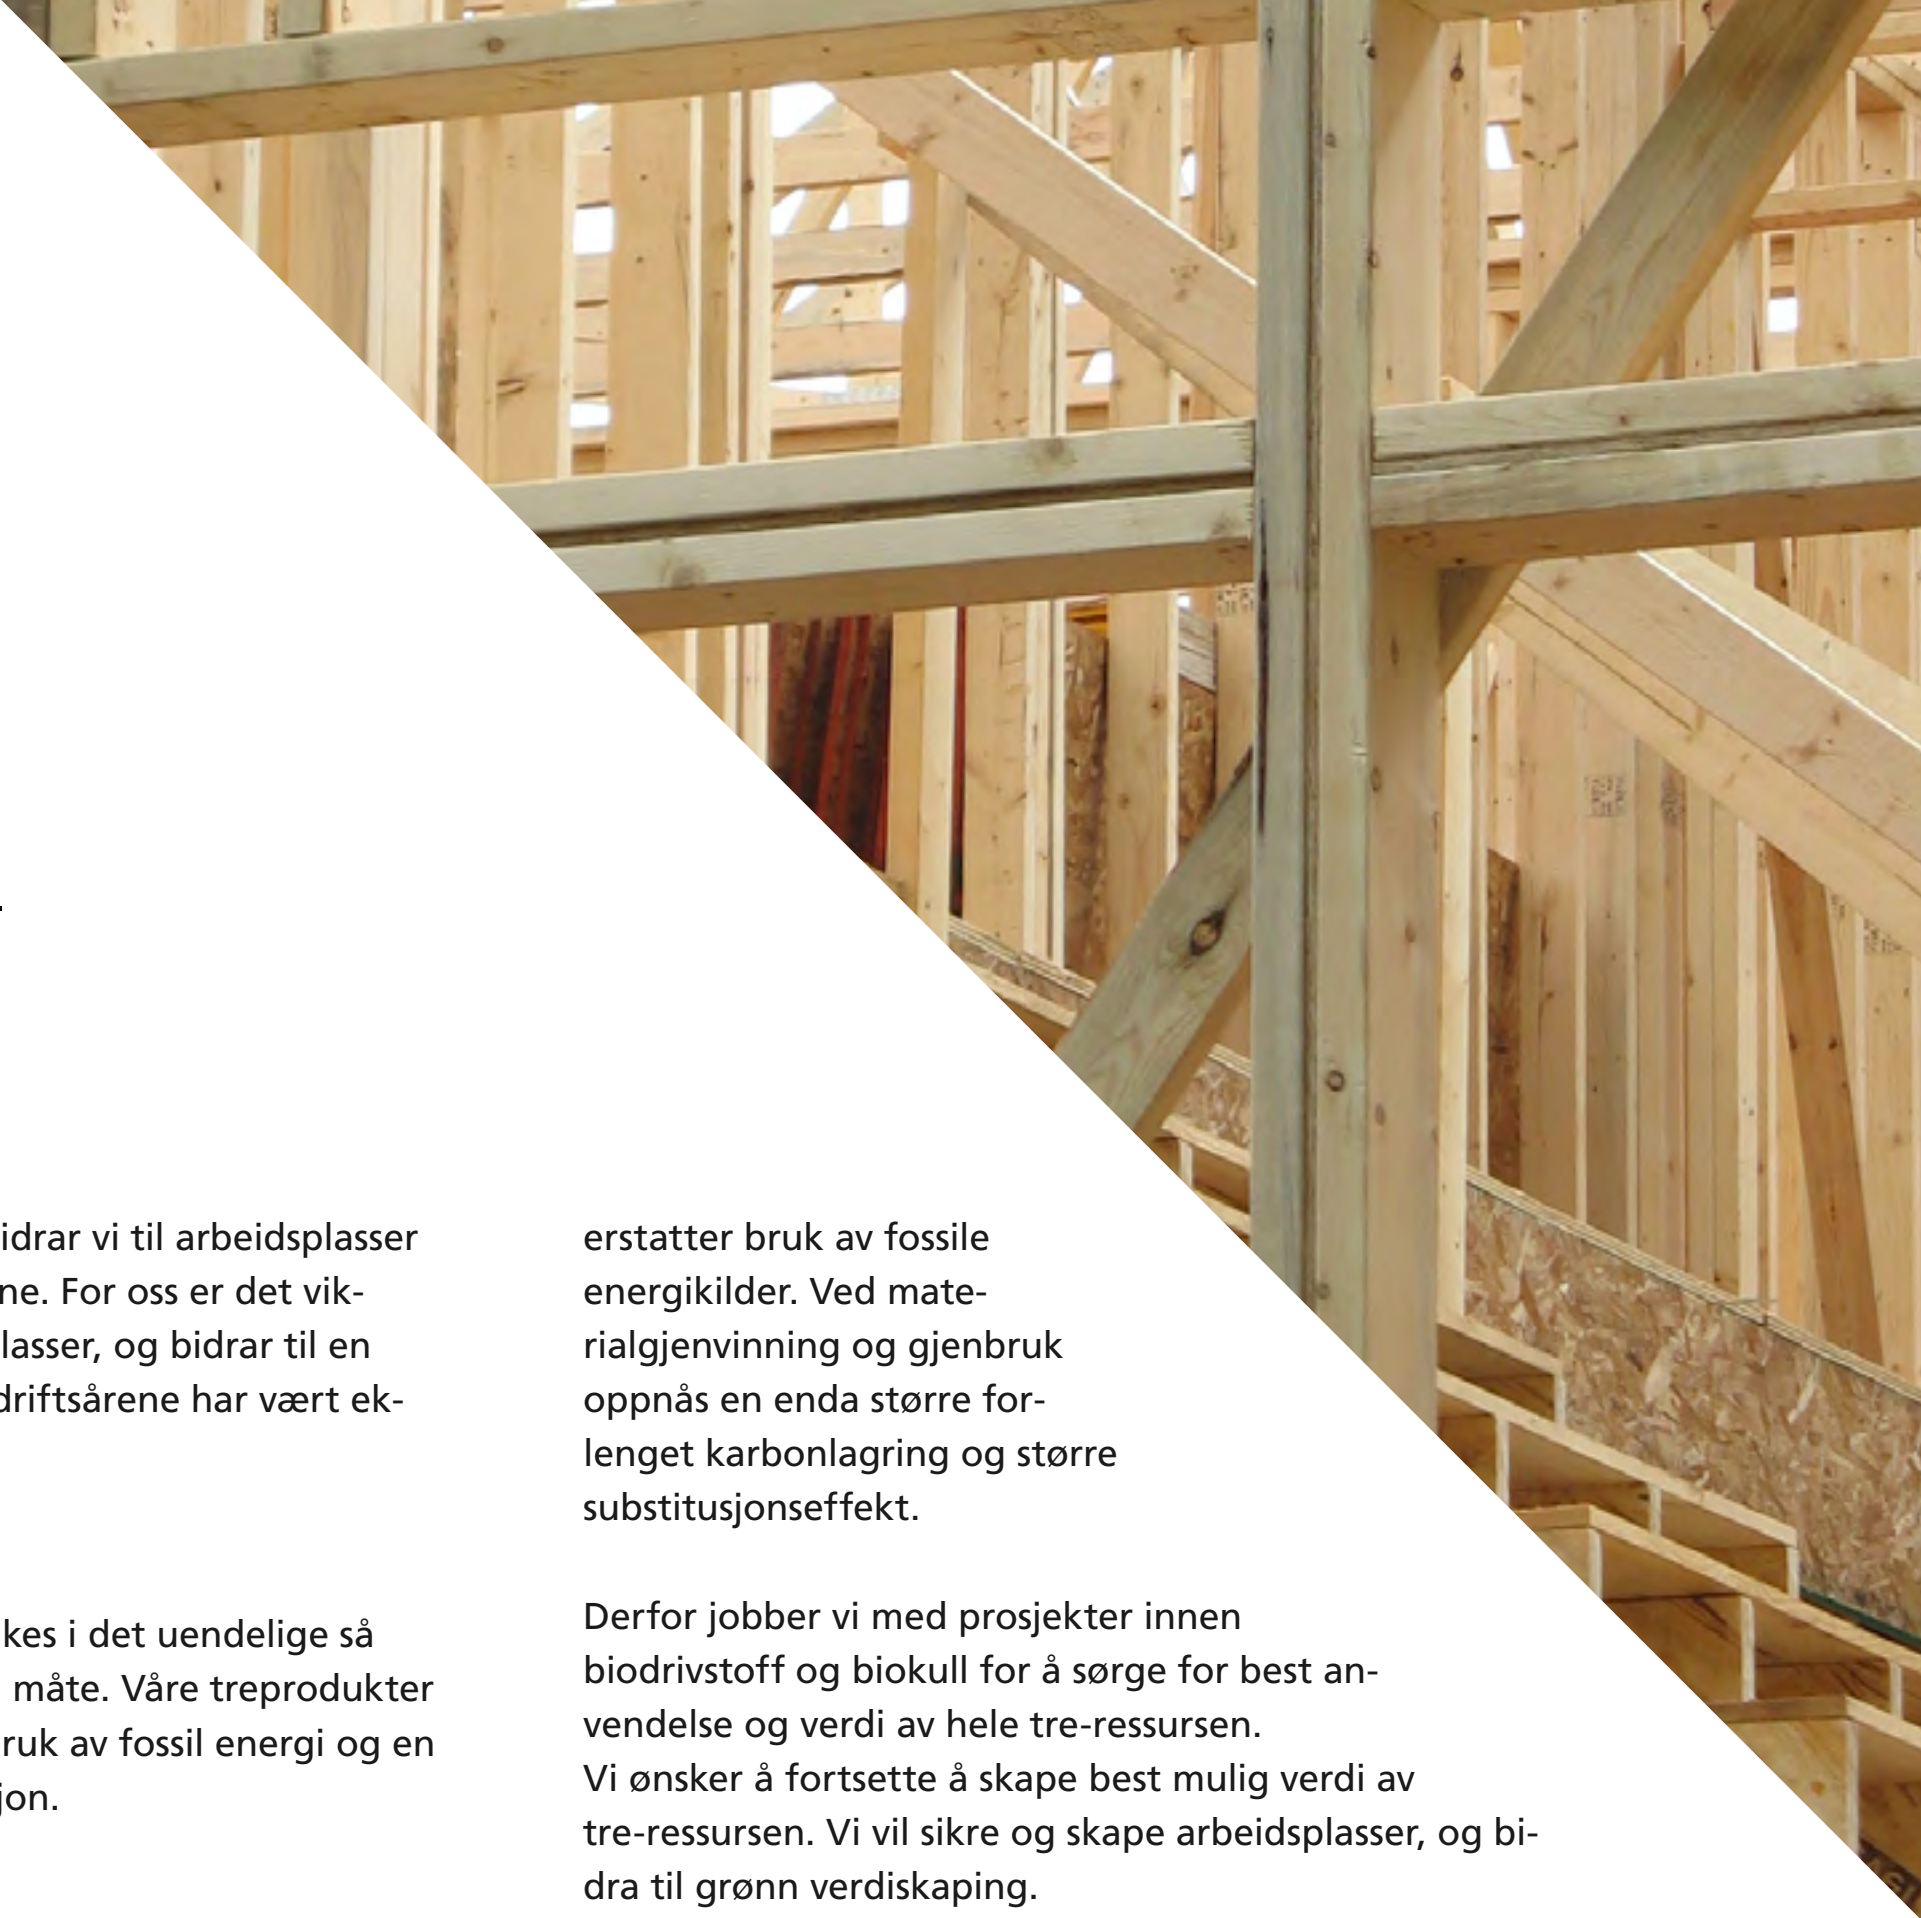 idrar vi til arbeidsplasser
ne. For oss er det vik-
lasser, og bidrar til en
driftsårene har vært ek-
kes i det uendelige så
måte. Våre treprodukter
ruk av fossil energi og en
jon.
erstatter bruk av fossile
energikilder. Ved mate-
rialgjenvinning og gjenbruk
oppnås en enda større for-
lenget karbonlagring og større
substitusjonseffekt.
Derfor jobber vi med prosjekter innen
biodrivstoff og biokull for å sørge for best an-
vendelse og verdi av hele tre-ressursen.
Vi ønsker å fortsette å skape best mulig verdi av
tre-ressursen. Vi vil sikre og skape arbeidsplasser, og bi-
dra til grønn verdiskaping.